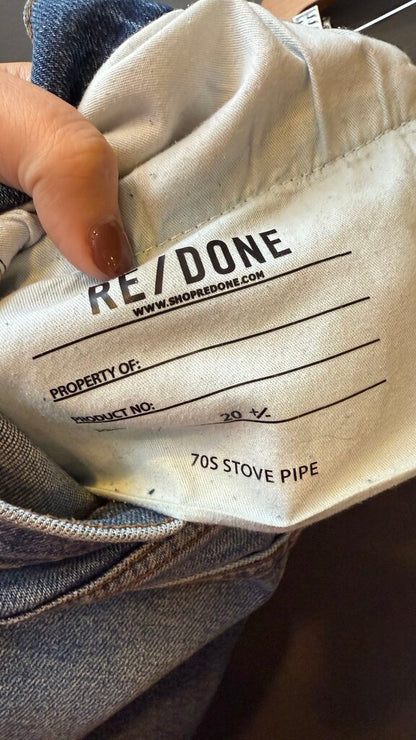 RE/DONE
WWW.SHOPREDONE.COM
PROPERTY OF:
PRODUCT NO:
20 +/-
70S STOVE PIPE